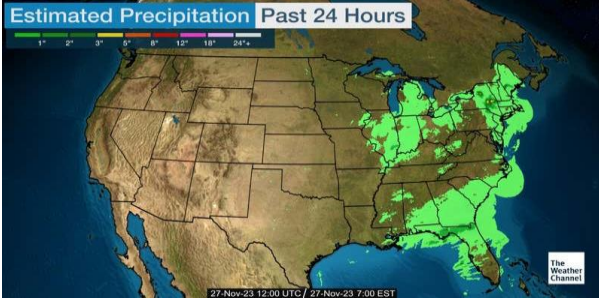 Estimated Precipitation Past 24 Hours
1" 2" 3" 5" 8" 12" 18" 24"+
The
Weather
Channel
27-Nov-23 12:00 UTC / 27-Nov-23 7:00 EST